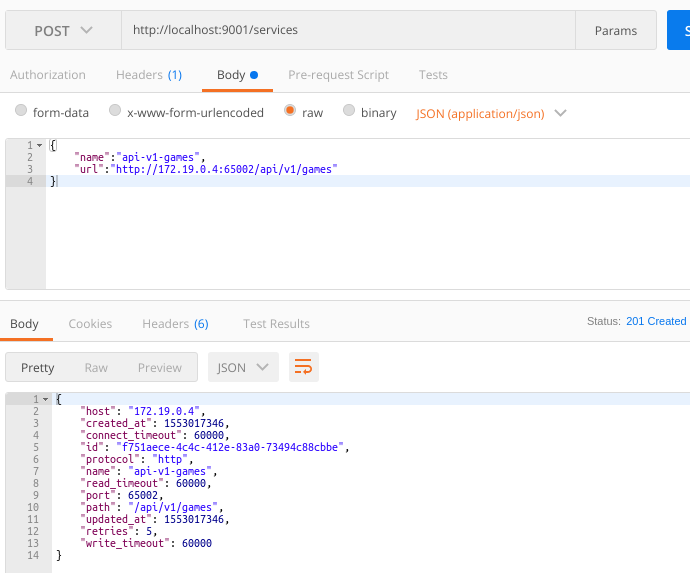 POST http://localhost:9001/services Params S
Authorization Headers (1) Body Pre-request Script Tests
form-data x-www-form-urlencoded raw binary JSON (application/json)
1 {
2 "name":"api-v1-games",
3 "url":"http://172.19.0.4:65002/api/v1/games"
4 }
Body Cookies Headers (6) Test Results Status: 201 Created
Pretty Raw Preview JSON
1 {
2 "host": "172.19.0.4",
3 "created_at": 1553017346,
4 "connect_timeout": 60000,
5 "id": "f751aece-4c4c-412e-83a0-73494c88cbbe",
6 "protocol": "http",
7 "name": "api-v1-games",
8 "read_timeout": 60000,
9 "port": 65002,
10 "path": "/api/v1/games",
11 "updated_at": 1553017346,
12 "retries": 5,
13 "write_timeout": 60000
14 }